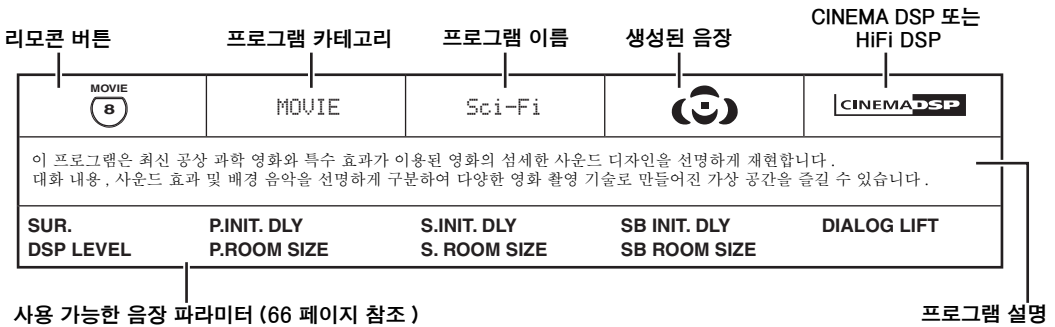 리모콘 버튼 프로그램 카테고리 프로그램 이름 생성된 음장 CINEMA DSP 또는
HiFi DSP
MOVIE
8
MOVIE Sci-Fi CINEMA DSP
이 프로그램은 최신 공상 과학 영화와 특수 효과가 이용된 영화의 섬세한 사운드 디자인을 선명하게 재현합니다 .
대화 내용 , 사운드 효과 및 배경 음악을 선명하게 구분하여 다양한 영화 촬영 기술로 만들어진 가상 공간을 즐길 수 있습니다 .
SUR. P.INIT. DLY S.INIT. DLY SB INIT. DLY DIALOG LIFT
DSP LEVEL P.ROOM SIZE S. ROOM SIZE SB ROOM SIZE
사용 가능한 음장 파라미터 (66 페이지 참조 ) 프로그램 설명